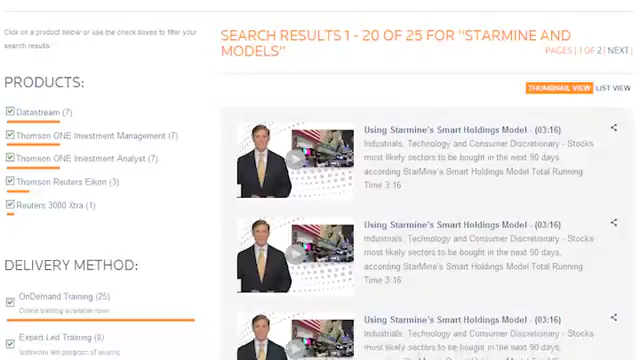 Click on a product below or use the check boxes to filter your
search results.
PRODUCTS:
Datastream (7)
Thomson ONE Investment Management (7)
Thomson ONE Investment Analyst (7)
Thomson Reuters Eikon (3)
Reuters 3000 Xtra (1)
DELIVERY METHOD:
OnDemand Training (25)
Online training available now
Expert Led Training (8)
Instructor led program of events
SEARCH RESULTS 1 - 20 OF 25 FOR "STARMINE AND
MODELS"
PAGES | 1 OF 2 | NEXT |
THUMBNAIL VIEW LIST VIEW
Using Starmine's Smart Holdings Model - (03:16)
Industrials, Technology and Consumer Discretionary - Stocks
most likely sectors to be bought in the next 90 days,
according StarMine's Smart Holdings Model Total Running
Time 3:16
Using Starmine's Smart Holdings Model - (03:16)
Industrials, Technology and Consumer Discretionary - Stocks
most likely sectors to be bought in the next 90 days,
according StarMine's Smart Holdings Model Total Running
Time 3:16
Using Starmine's Smart Holdings Model - (03:16)
Industrials, Technology and Consumer Discretionary - Stocks
most likely sectors to be bought in the next 90 days,